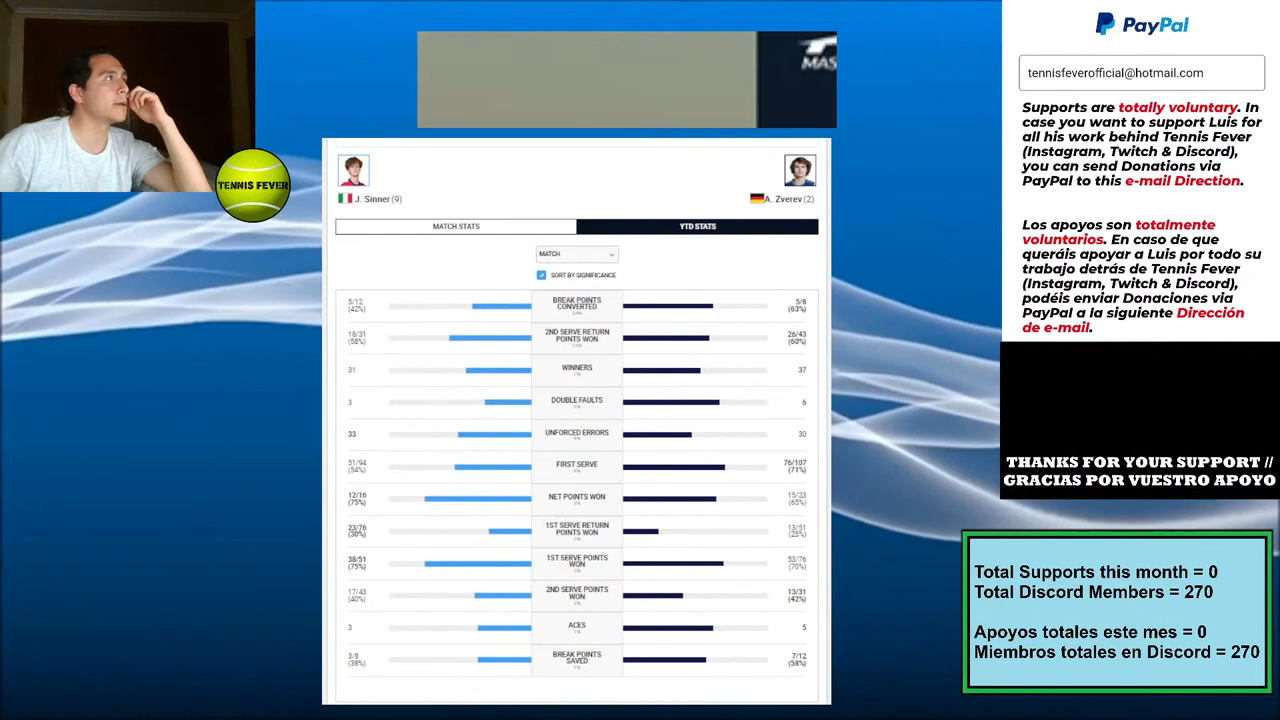 TENNIS FEVER
MAS
J. Sinner (9)
A. Zverev (2)
MATCH STATS
YTD STATS
MATCH
SORT BY SIGNIFICANCE
5/12
(42%)
BREAK POINTS
CONVERTED
5/8
(63%)
18/31
(58%)
2ND SERVE RETURN
POINTS WON
26/43
(60%)
31
WINNERS
37
3
DOUBLE FAULTS
6
33
UNFORCED ERRORS
30
51/94
(54%)
FIRST SERVE
76/107
(71%)
12/16
(75%)
NET POINTS WON
15/23
(65%)
23/76
(30%)
1ST SERVE RETURN
POINTS WON
13/51
(25%)
38/51
(75%)
1ST SERVE POINTS
WON
53/76
(70%)
17/43
(40%)
2ND SERVE POINTS
WON
13/31
(42%)
3
ACES
5
3/8
(38%)
BREAK POINTS
SAVED
7/12
(58%)
PayPal
tennisfeverofficial@hotmail.com
Supports are totally voluntary. In
case you want to support Luis for
all his work behind Tennis Fever
(Instagram, Twitch & Discord),
you can send Donations via
PayPal to this e-mail Direction.
Los apoyos son totalmente
voluntarios. En caso de que
queráis apoyar a Luis por todo su
trabajo detrás de Tennis Fever
(Instagram, Twitch & Discord),
podéis enviar Donaciones vía
PayPal a la siguiente Dirección
de e-mail.
THANKS FOR YOUR SUPPORT //
GRACIAS POR VUESTRO APOYO
Total Supports this month = 0
Total Discord Members = 270
Apoyos totales este mes = 0
Miembros totales en Discord = 270